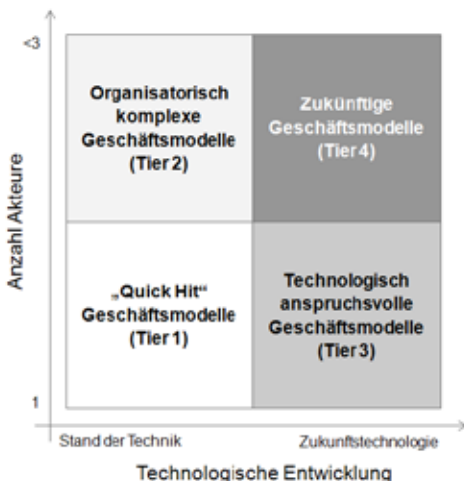 <3
Organisatorisch
komplexe
Geschäftsmodelle
(Tier 2)
Zukünftige
Geschäftsmodelle
(Tier 4)
Anzahl Akteure
„Quick Hit“
Geschäftsmodelle
(Tier 1)
Technologisch
anspruchsvolle
Geschäftsmodelle
(Tier 3)
1
Stand der Technik
Zukunftstechnologie
Technologische Entwicklung